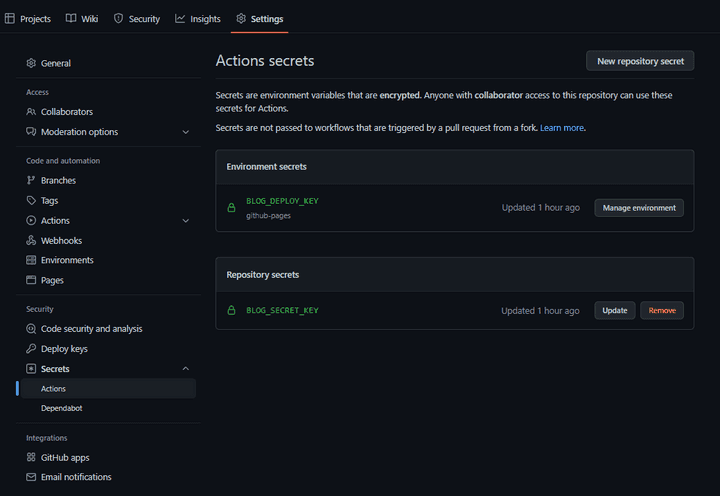 Projects Wiki Security Insights Settings
General
Access
Collaborators
Moderation options
Code and automation
Branches
Tags
Actions
Webhooks
Environments
Pages
Security
Code security and analysis
Deploy keys
Secrets
Actions
Dependabot
Integrations
GitHub apps
Email notifications
Actions secrets
New repository secret
Secrets are environment variables that are encrypted. Anyone with collaborator access to this repository can use these
secrets for Actions.
Secrets are not passed to workflows that are triggered by a pull request from a fork. Learn more.
Environment secrets
BLOG_DEPLOY_KEY
github-pages
Updated 1 hour ago
Manage environment
Repository secrets
BLOG_SECRET_KEY
Updated 1 hour ago
Update
Remove